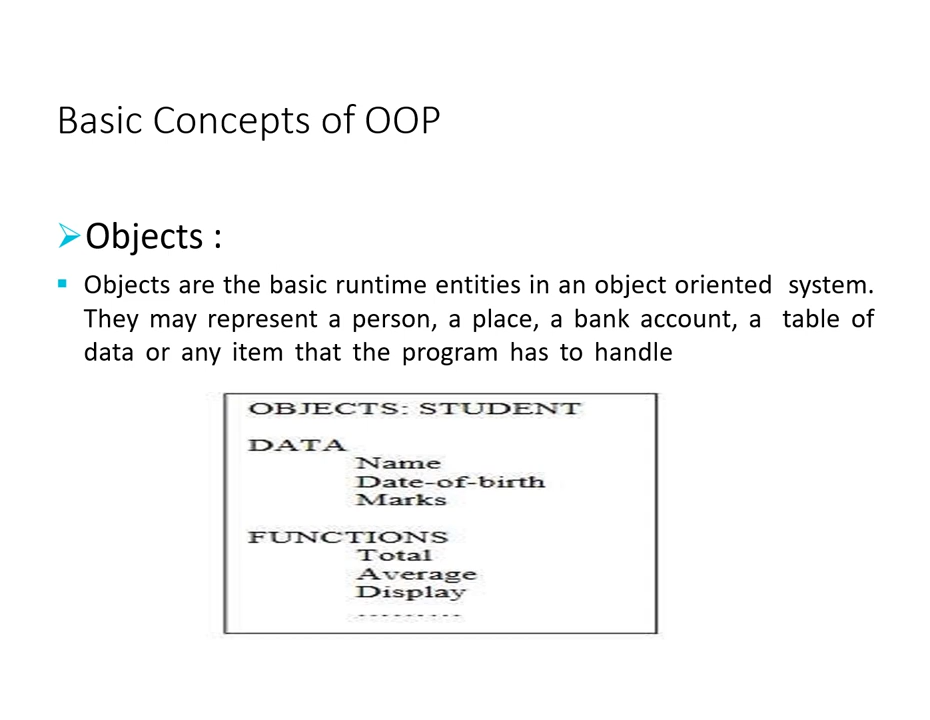 Basic Concepts of OOP
Objects :
Objects are the basic runtime entities in an object oriented system.
They may represent a person, a place, a bank account, a table of
data or any item that the program has to handle
OBJECTS: STUDENT
DATA
Name
Date-of-birth
Marks
FUNCTIONS
Total
Average
Display
---------